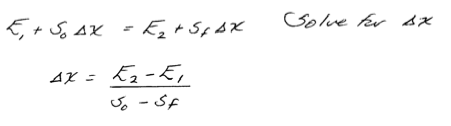 E₁ + S₀ ΔX = E₂ + S_f ΔX (Solve for ΔX
ΔX = (E₂ - E₁) / (S₀ - S_f)